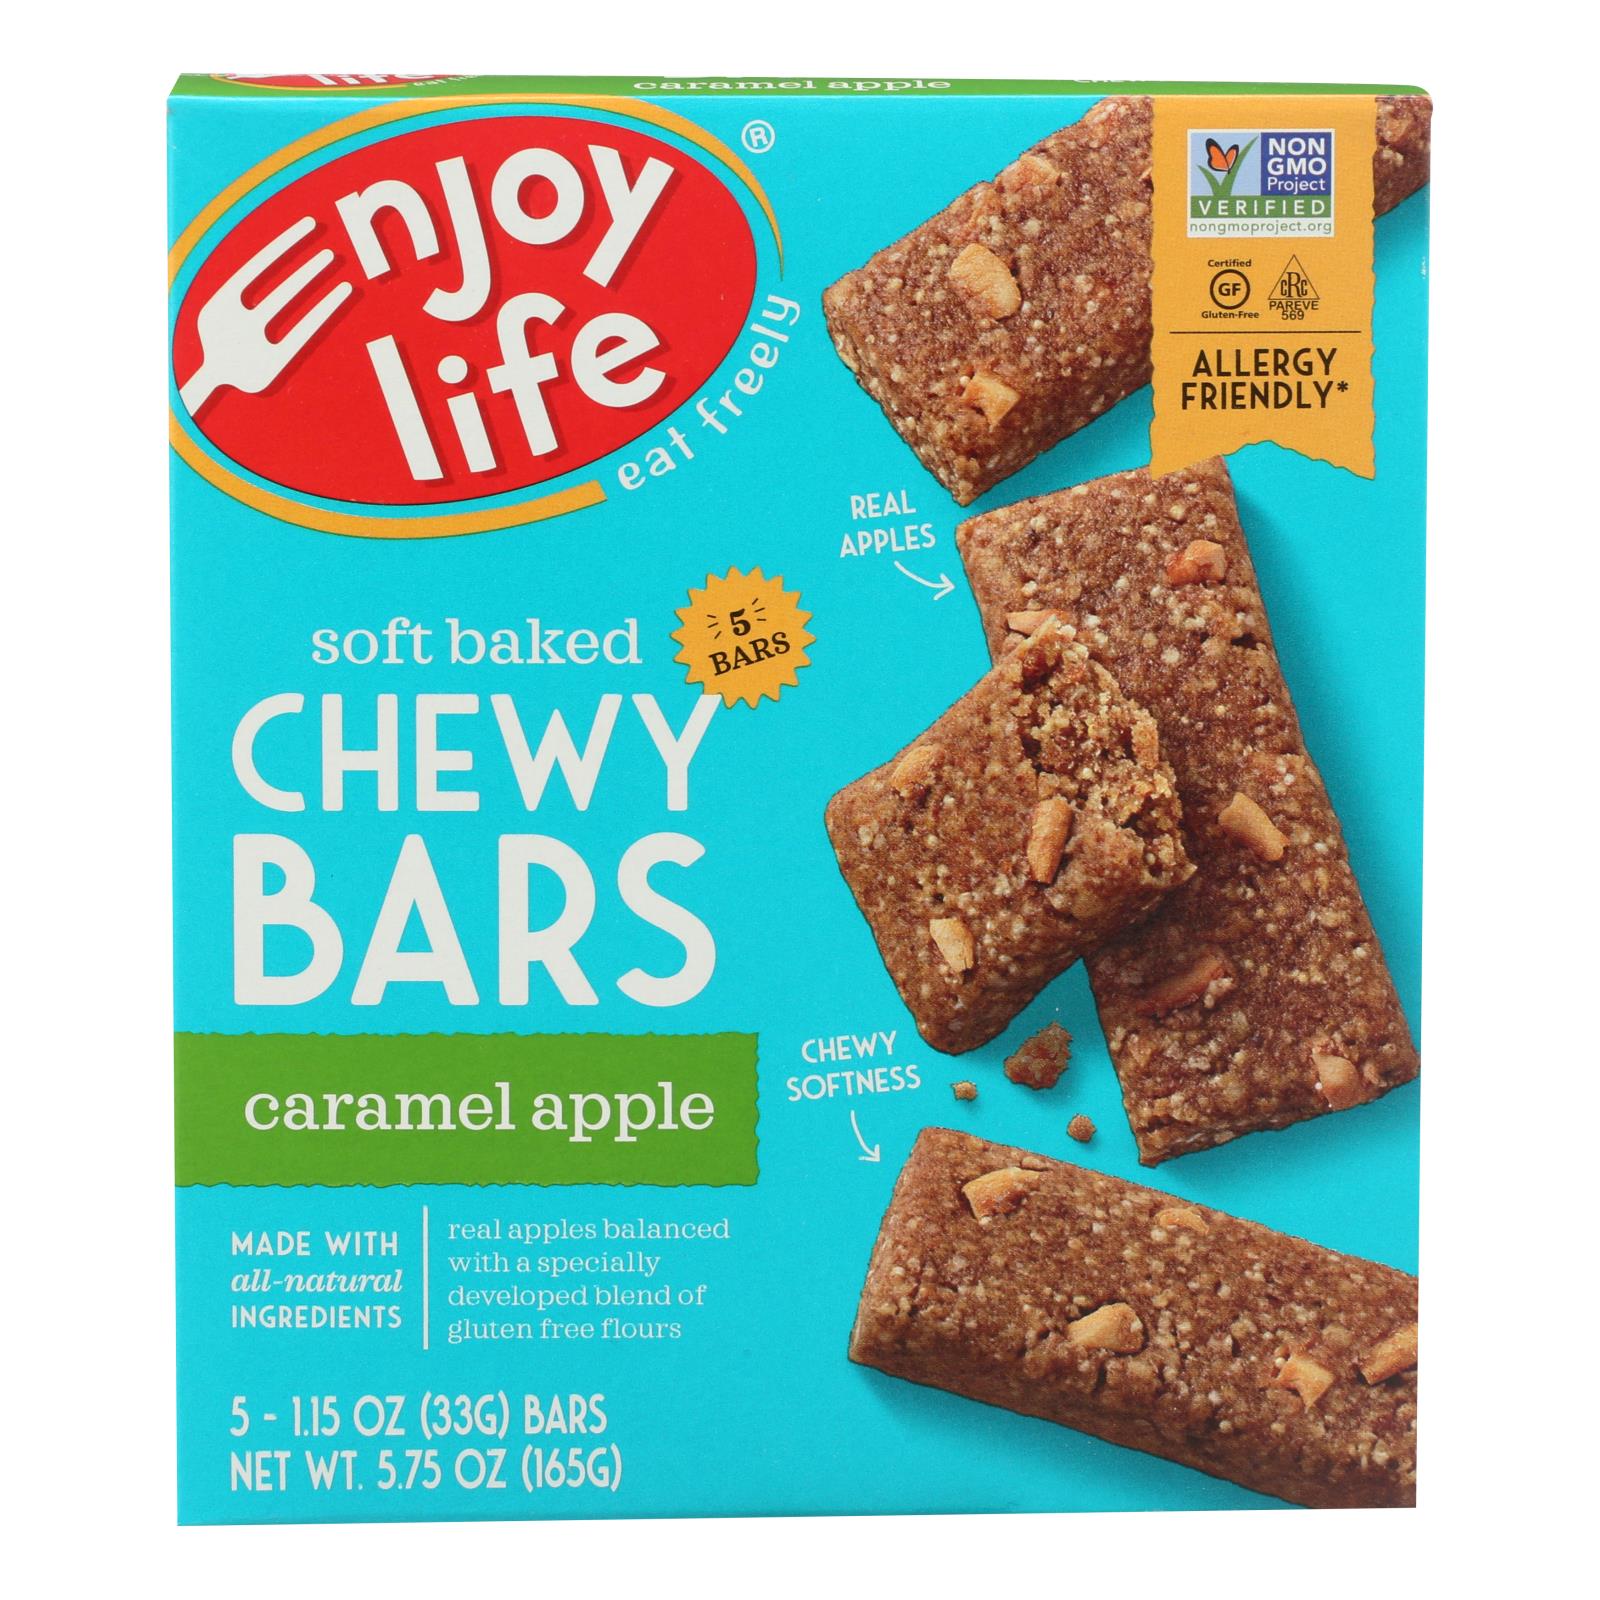 life
caramel apple
Enjoy
life
®
eat freely
NON
GMO
Project
VERIFIED
nongmoproject.org
Certified
GF
Gluten-Free
CRC
PAREVE
569
ALLERGY
FRIENDLY*
REAL
APPLES
soft baked
5
BARS
CHEWY
BARS
caramel apple
CHEWY
SOFTNESS
MADE WITH
all-natural
INGREDIENTS
real apples balanced
with a specially
developed blend of
gluten free flours
5 - 1.15 OZ (33G) BARS
NET WT. 5.75 OZ (165G)